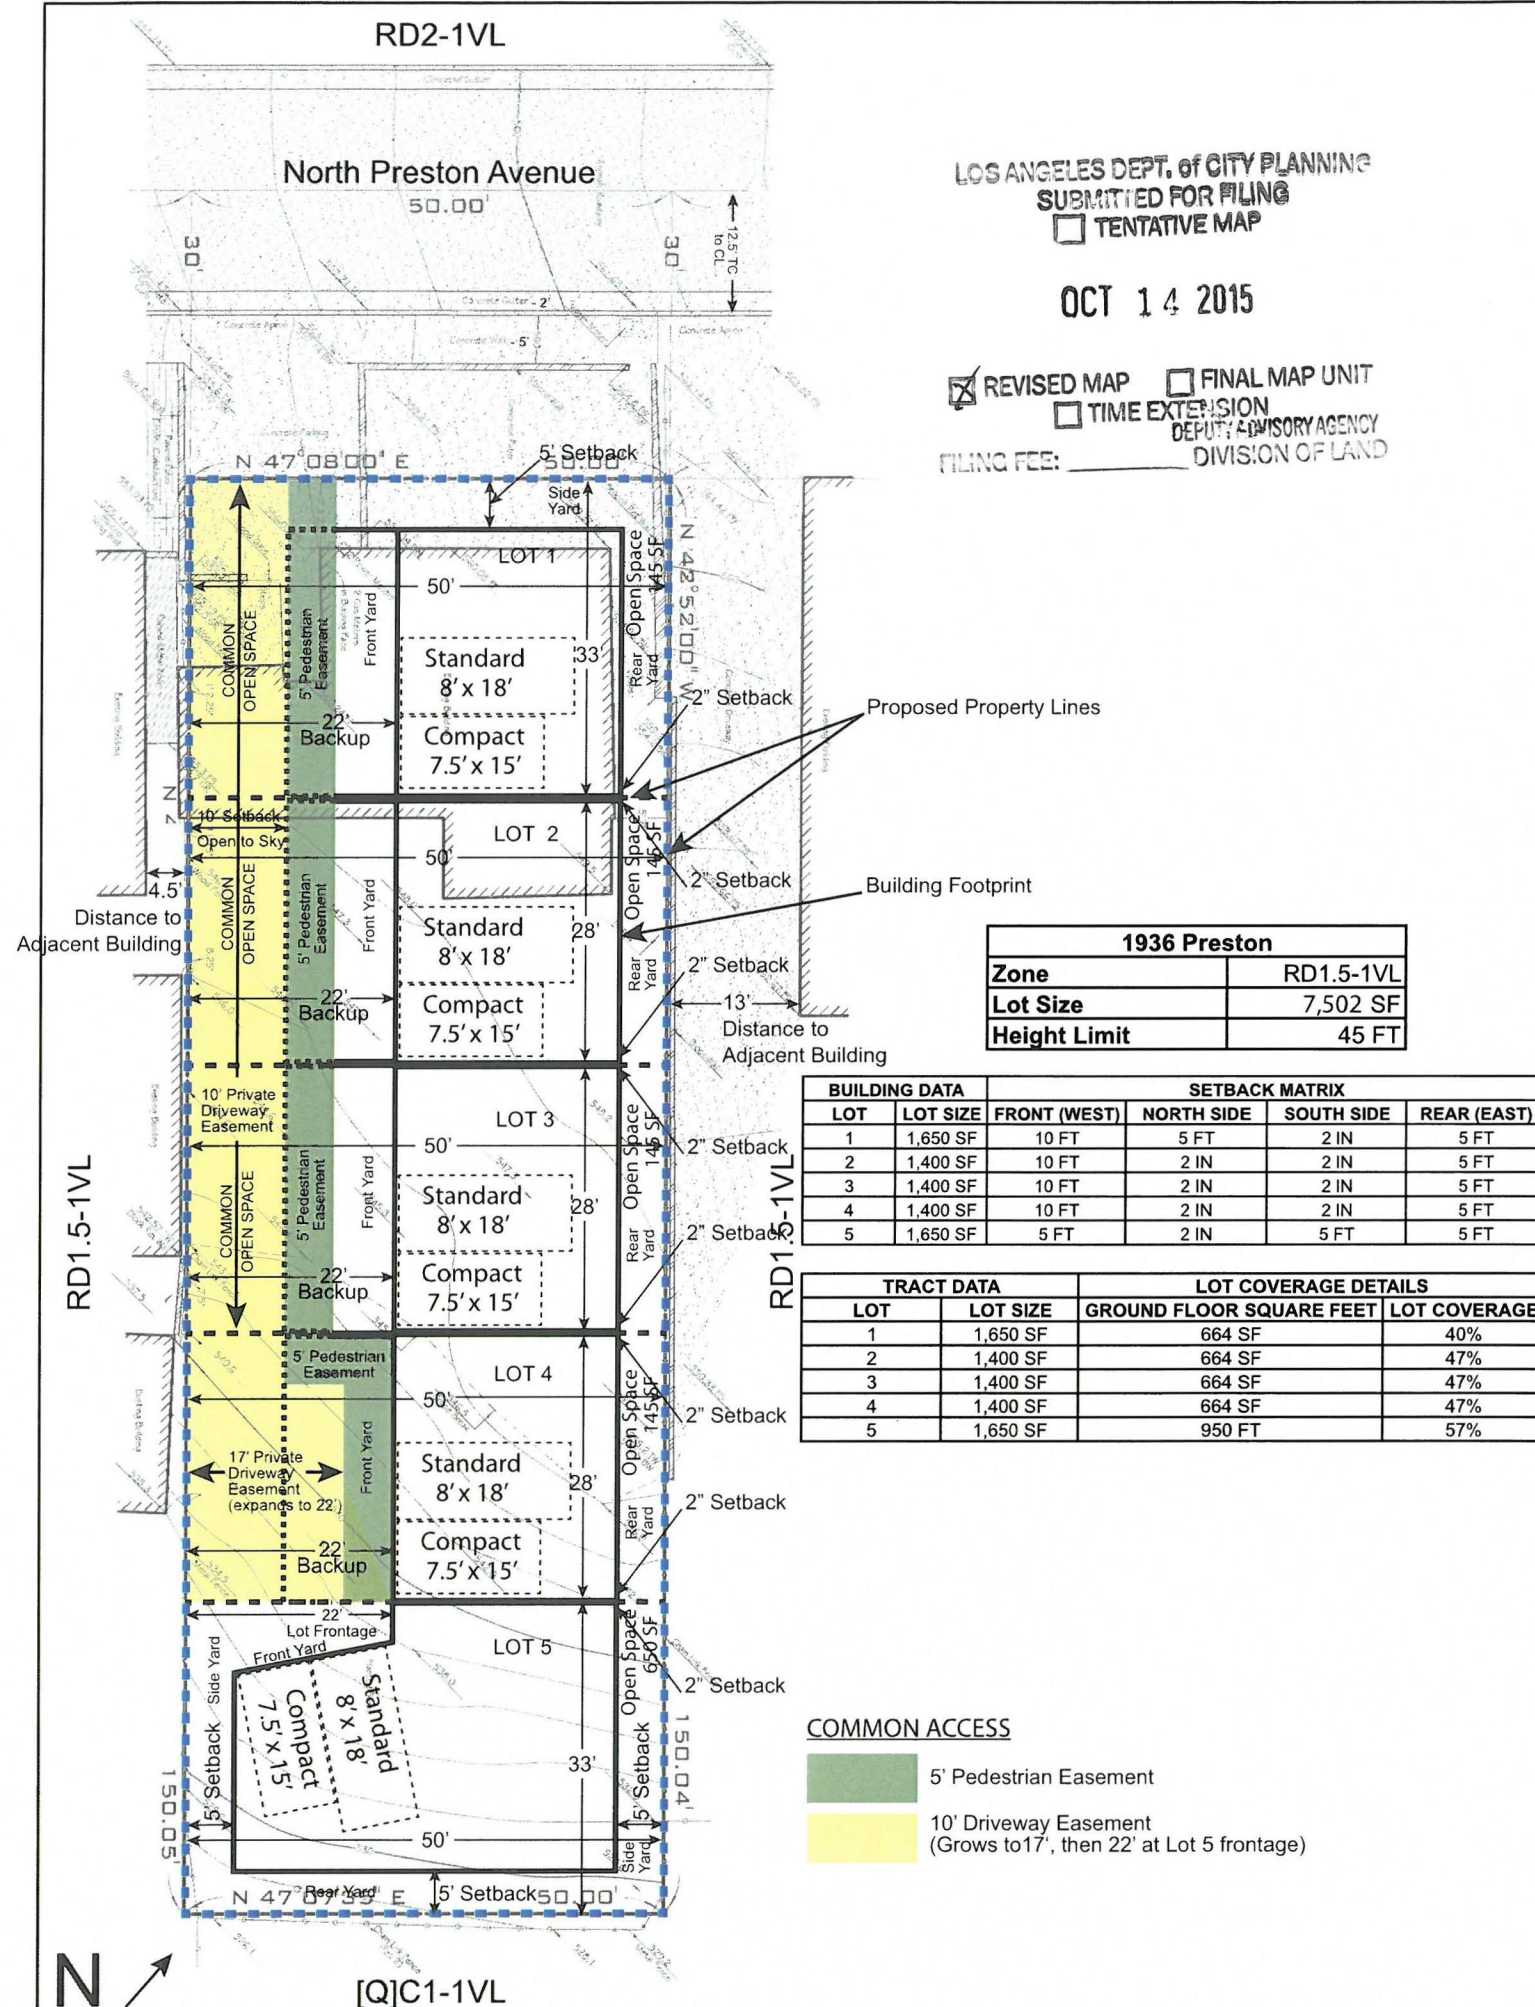 RD2-1VL
Concrete Gutter
North Preston Avenue
50.00'
30'
30'
12.5' TC
to CL
Concrete Gutter - 2'
Concrete Apron
Concrete Walk - 5'
Concrete Apron
LOS ANGELES DEPT. of CITY PLANNING
SUBMITTED FOR FILING
TENTATIVE MAP
OCT 14 2015
REVISED MAP
FINAL MAP UNIT
TIME EXTENSION
DEPUTY ADVISORY AGENCY
FILING FEE:
DIVISION OF LAND
N 47°08'00" E
50.00'
5' Setback
Side
Yard
LOT 1
50'
N 42°52'00" W
COMMON
OPEN SPACE
5' Pedestrian
Easement
Front Yard
Standard
8' x 18'
33'
Rear
Yard
Open Space
145 SF
22'
Backup
Compact
7.5' x 15'
2" Setback
Proposed Property Lines
10' Setback
Open to Sky
LOT 2
50'
4.5'
Distance to
Adjacent Building
COMMON
OPEN SPACE
5' Pedestrian
Easement
Front Yard
Standard
8' x 18'
28'
Rear
Yard
Open Space
145 SF
2" Setback
Building Footprint
22'
Backup
Compact
7.5' x 15'
2" Setback
13'
Distance to
Adjacent Building
1936 Preston
Zone RD1.5-1VL
Lot Size 7,502 SF
Height Limit 45 FT
10' Private
Driveway
Easement
LOT 3
50'
RD1.5-1VL
COMMON
OPEN SPACE
5' Pedestrian
Easement
Front Yard
Standard
8' x 18'
28'
Rear
Yard
Open Space
145 SF
2" Setback
22'
Backup
Compact
7.5' x 15'
2" Setback
RD1.5-1VL
BUILDING DATA SETBACK MATRIX
LOT LOT SIZE FRONT (WEST) NORTH SIDE SOUTH SIDE REAR (EAST)
1 1,650 SF 10 FT 5 FT 2 IN 5 FT
2 1,400 SF 10 FT 2 IN 2 IN 5 FT
3 1,400 SF 10 FT 2 IN 2 IN 5 FT
4 1,400 SF 10 FT 2 IN 2 IN 5 FT
5 1,650 SF 5 FT 2 IN 5 FT 5 FT
TRACT DATA LOT COVERAGE DETAILS
LOT LOT SIZE GROUND FLOOR SQUARE FEET LOT COVERAGE
1 1,650 SF 664 SF 40%
2 1,400 SF 664 SF 47%
3 1,400 SF 664 SF 47%
4 1,400 SF 664 SF 47%
5 1,650 SF 950 FT 57%
5' Pedestrian
Easement
LOT 4
50'
17' Private
Driveway
Easement
(expands to 22')
Front Yard
Standard
8' x 18'
28'
Rear
Yard
Open Space
145 SF
2" Setback
22'
Backup
Compact
7.5' x 15'
2" Setback
22'
Lot Frontage
Front Yard
LOT 5
Side Yard
5' Setback
Standard
8' x 18'
Compact
7.5' x 15'
33'
Open Space
650 SF
2" Setback
5' Setback
Side
Yard
150.04'
150.05'
50'
Rear Yard
5' Setback
50.00'
COMMON ACCESS
5' Pedestrian Easement
10' Driveway Easement
(Grows to17', then 22' at Lot 5 frontage)
N
[Q]C1-1VL